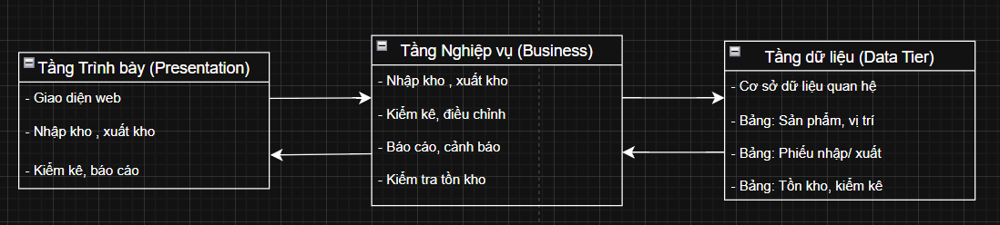 Tầng Trình bày (Presentation)
- Giao diện web
- Nhập kho , xuất kho
- Kiểm kê, báo cáo
Tầng Nghiệp vụ (Business)
- Nhập kho , xuất kho
- Kiểm kê, điều chỉnh
- Báo cáo, cảnh báo
- Kiểm tra tồn kho
Tầng dữ liệu (Data Tier)
- Cơ sở dữ liệu quan hệ
- Bảng: Sản phẩm, vị trí
- Bảng: Phiếu nhập/ xuất
- Bảng: Tồn kho, kiểm kê